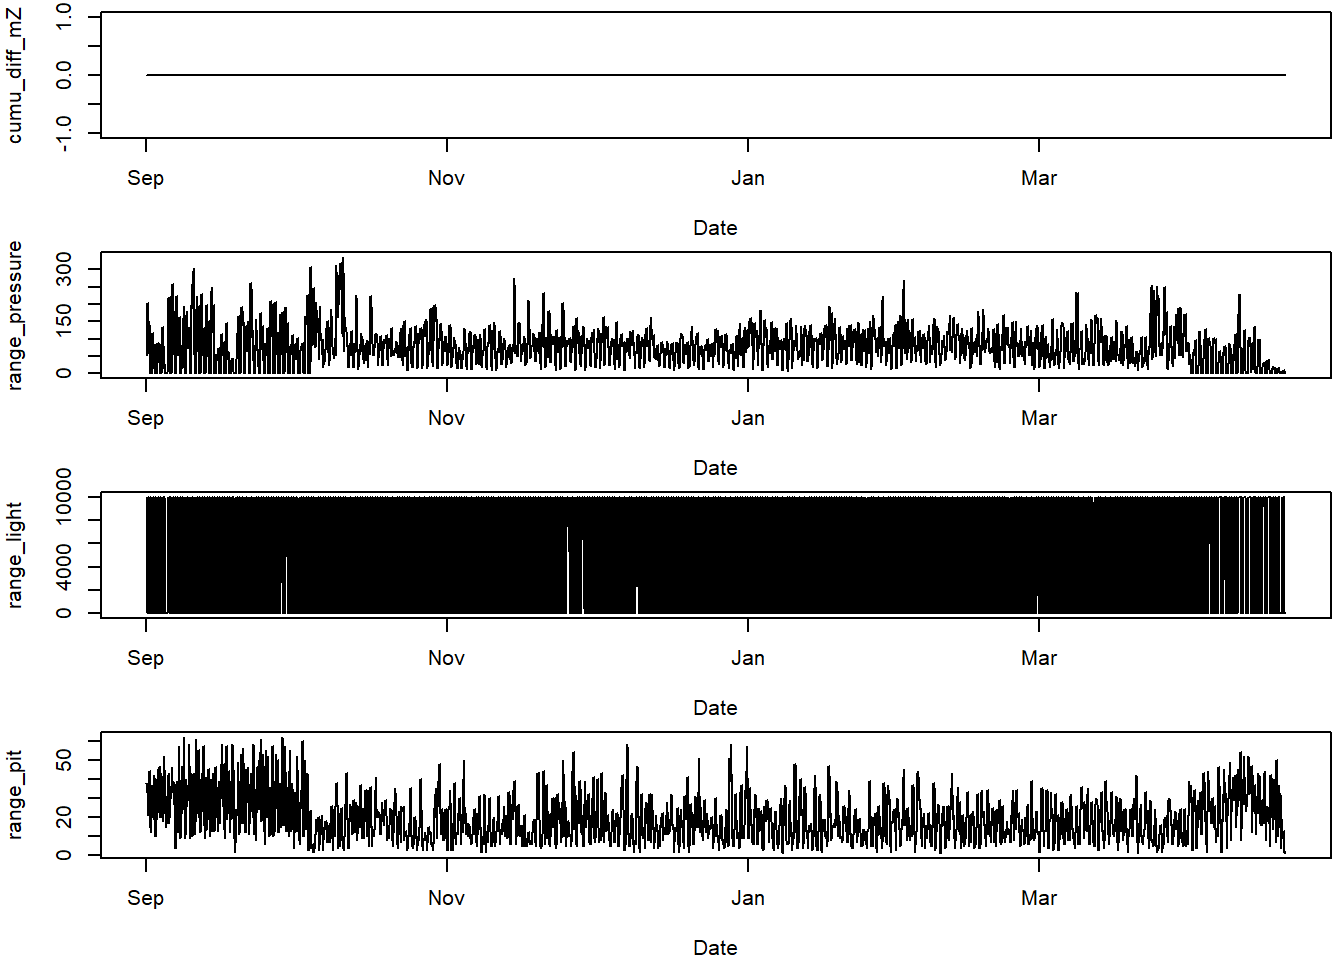 cumu_diff_mZ
1.0
0.0
-1.0
Sep Nov Jan Mar
Date
range_pressure
300
150
0
Sep Nov Jan Mar
Date
range_light
10000
4000
0
Sep Nov Jan Mar
Date
range_pit
50
20
0
Sep Nov Jan Mar
Date